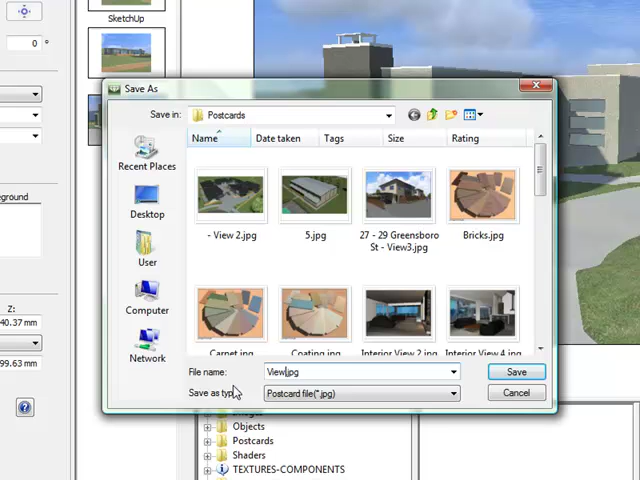 SketchUp
0 °
Save As
Save in:
Postcards
Name
Date taken
Tags
Size
Rating
Recent Places
Desktop
User
Computer
Network
- View 2.jpg
5.jpg
27 - 29 Greensboro
St - View3.jpg
Bricks.jpg
Carpet.jpg
Coating.jpg
Interior View 2.jpg
Interior View 4.jpg
eground
Z:
40.37 mm
99.63 mm
File name:
View.jpg
Save
Save as typ
Postcard file(*.jpg)
Cancel
Objects
Postcards
Shaders
TEXTURES-COMPONENTS